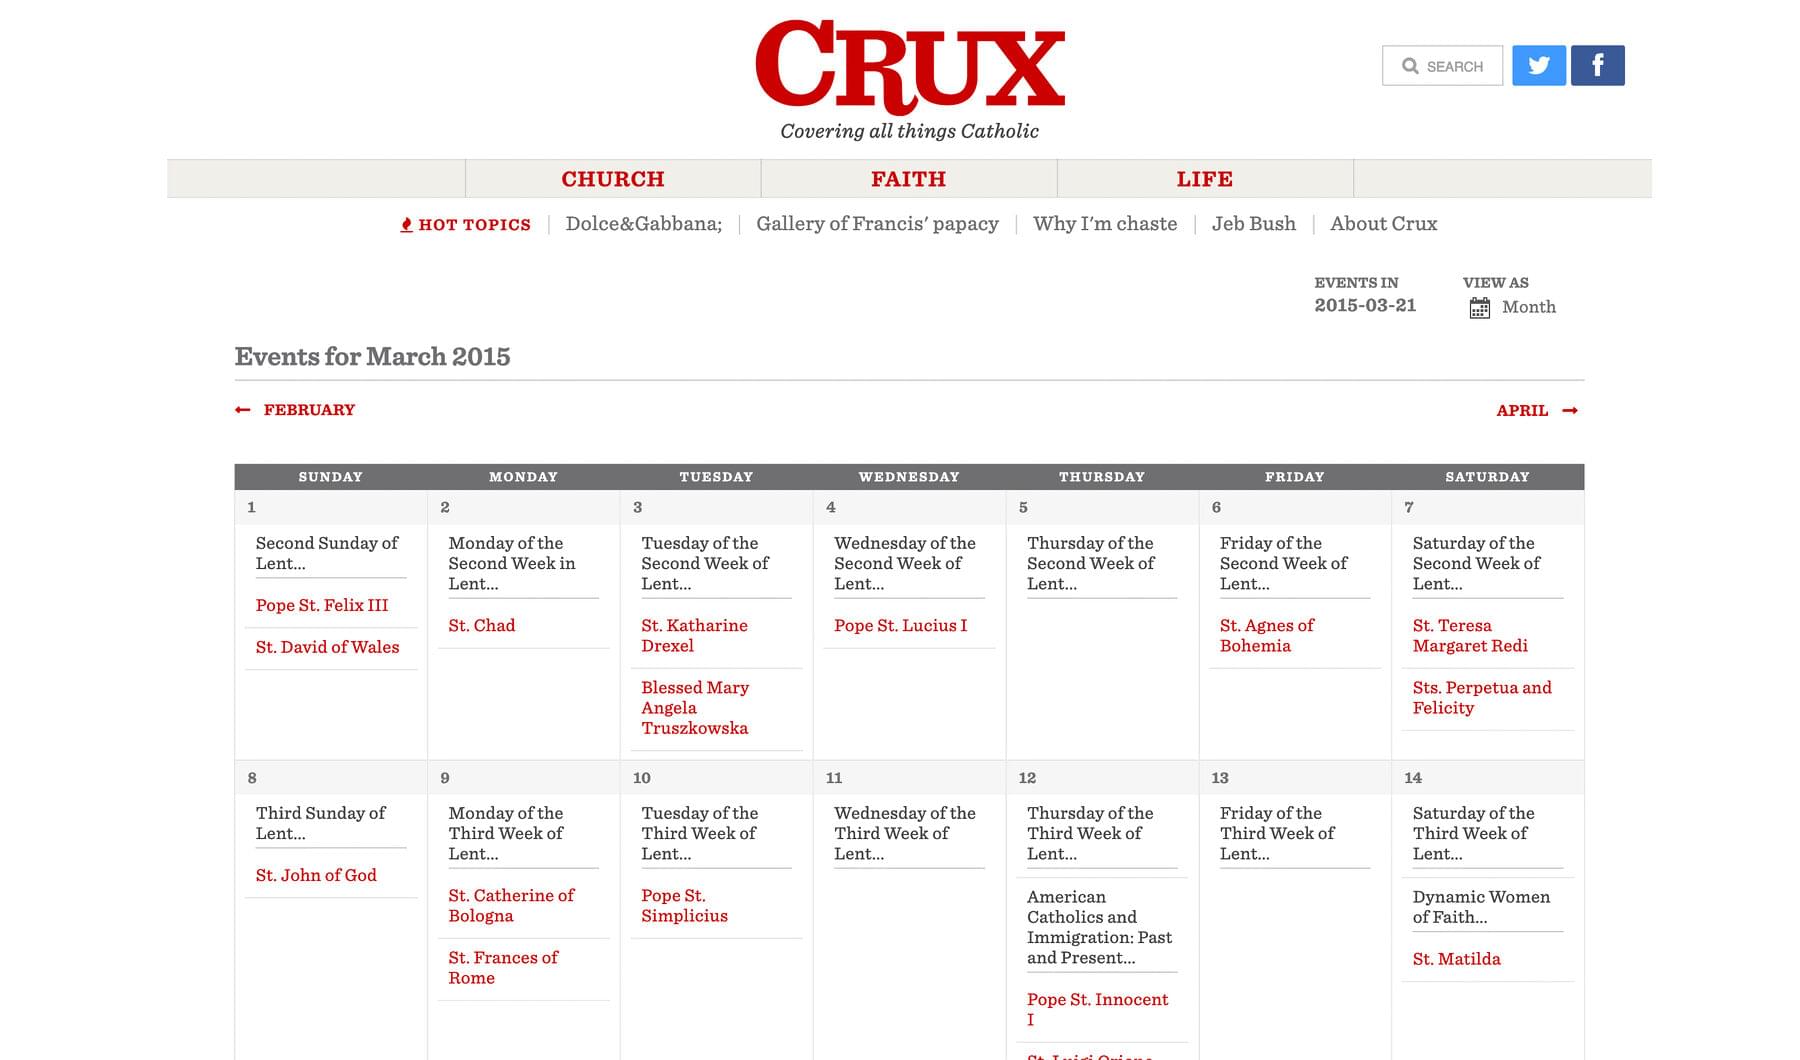 CRUX
Covering all things Catholic
SEARCH
CHURCH
FAITH
LIFE
HOT TOPICS
Dolce&Gabbana;
Gallery of Francis' papacy
Why I'm chaste
Jeb Bush
About Crux
EVENTS IN
2015-03-21
VIEW AS
Month
Events for March 2015
FEBRUARY
APRIL
SUNDAY
MONDAY
TUESDAY
WEDNESDAY
THURSDAY
FRIDAY
SATURDAY
1
Second Sunday of
Lent...
Pope St. Felix III
St. David of Wales
2
Monday of the
Second Week in
Lent...
St. Chad
3
Tuesday of the
Second Week of
Lent...
St. Katharine
Drexel
Blessed Mary
Angela
Truszkowska
4
Wednesday of the
Second Week of
Lent...
Pope St. Lucius I
5
Thursday of the
Second Week of
Lent...
6
Friday of the
Second Week of
Lent...
St. Agnes of
Bohemia
7
Saturday of the
Second Week of
Lent...
St. Teresa
Margaret Redi
Sts. Perpetua and
Felicity
8
Third Sunday of
Lent...
St. John of God
9
Monday of the
Third Week of
Lent...
St. Catherine of
Bologna
St. Frances of
Rome
10
Tuesday of the
Third Week of
Lent...
Pope St.
Simplicius
11
Wednesday of the
Third Week of
Lent...
12
Thursday of the
Third Week of
Lent...
American
Catholics and
Immigration: Past
and Present...
Pope St. Innocent
I
St. Luigi Orione
13
Friday of the
Third Week of
Lent...
14
Saturday of the
Third Week of
Lent...
Dynamic Women
of Faith...
St. Matilda